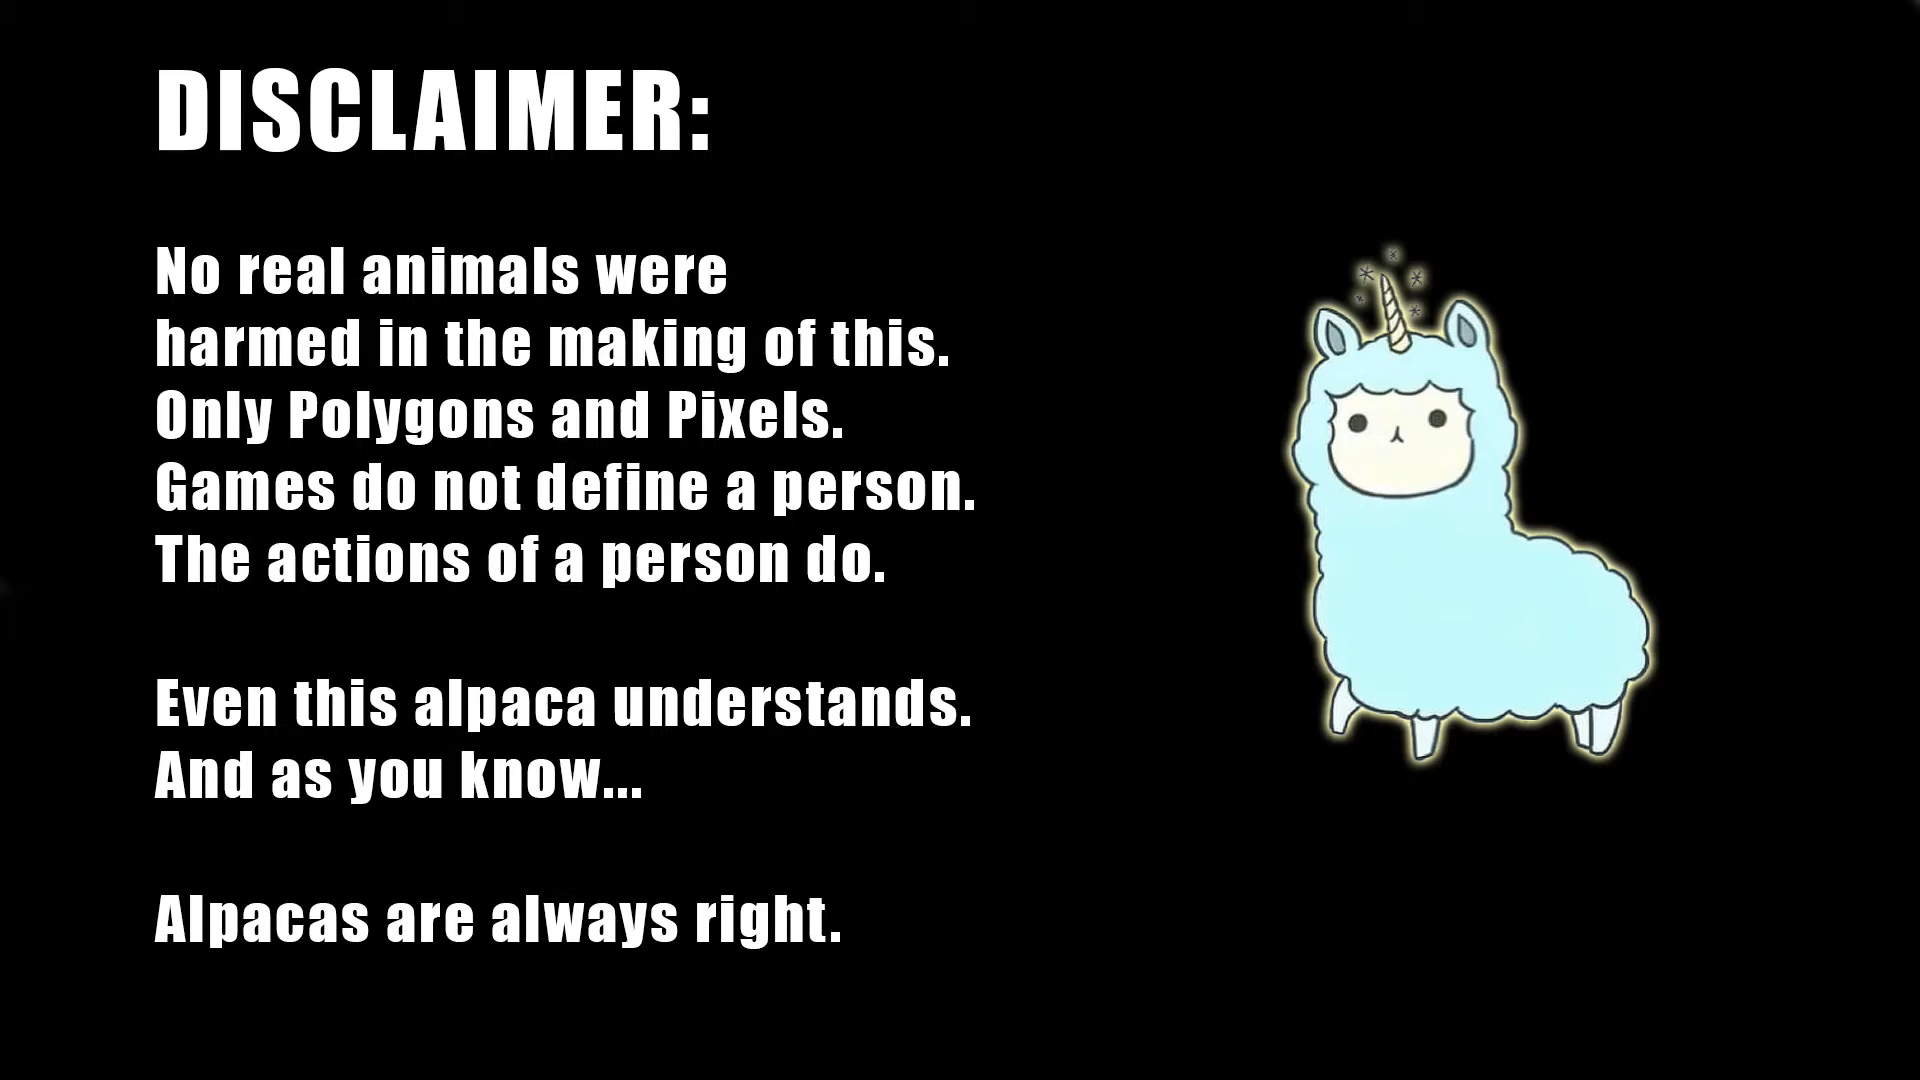 DISCLAIMER:
No real animals were
harmed in the making of this.
Only Polygons and Pixels.
Games do not define a person.
The actions of a person do.
Even this alpaca understands.
And as you know...
Alpacas are always right.